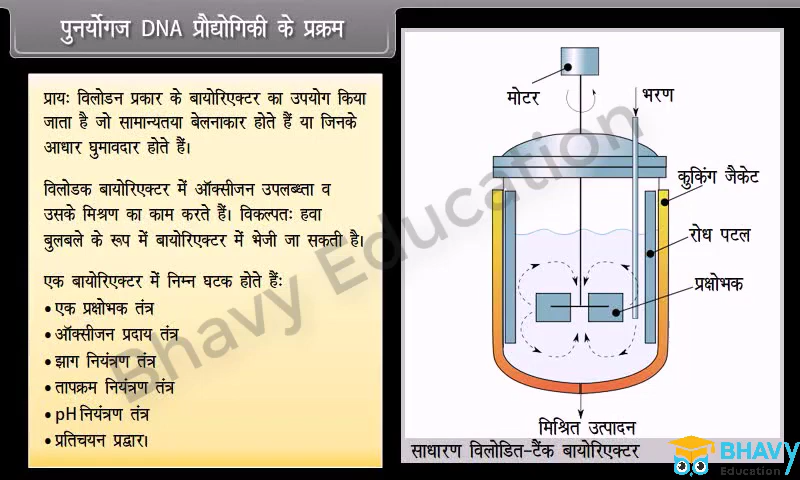 पुनर्योगज DNA प्रौद्योगिकी के प्रक्रम
प्रायः विलोडन प्रकार के बायोरिएक्टर का उपयोग किया
जाता है जो सामान्यतया बेलनाकार होते हैं या जिनके
आधार घुमावदार होते हैं।
विलोडक बायोरिएक्टर में ऑक्सीजन उपलब्धता व
उसके मिश्रण का काम करते हैं। विकल्पतः हवा
बुलबले के रूप में बायोरिएक्टर में भेजी जा सकती है।
एक बायोरिएक्टर में निम्न घटक होते हैंः
• एक प्रक्षोभक तंत्र
• ऑक्सीजन प्रदाय तंत्र
• झाग नियंत्रण तंत्र
• तापक्रम नियंत्रण तंत्र
• pH नियंत्रण तंत्र
• प्रतिचयन प्रद्वार।
मोटर
भरण
कुकिंग जैकेट
रोध पटल
प्रक्षोभक
मिश्रित उत्पादन
साधारण विलोडित-टैंक बायोरिएक्टर
Bhavy Education
BHAVY
Education